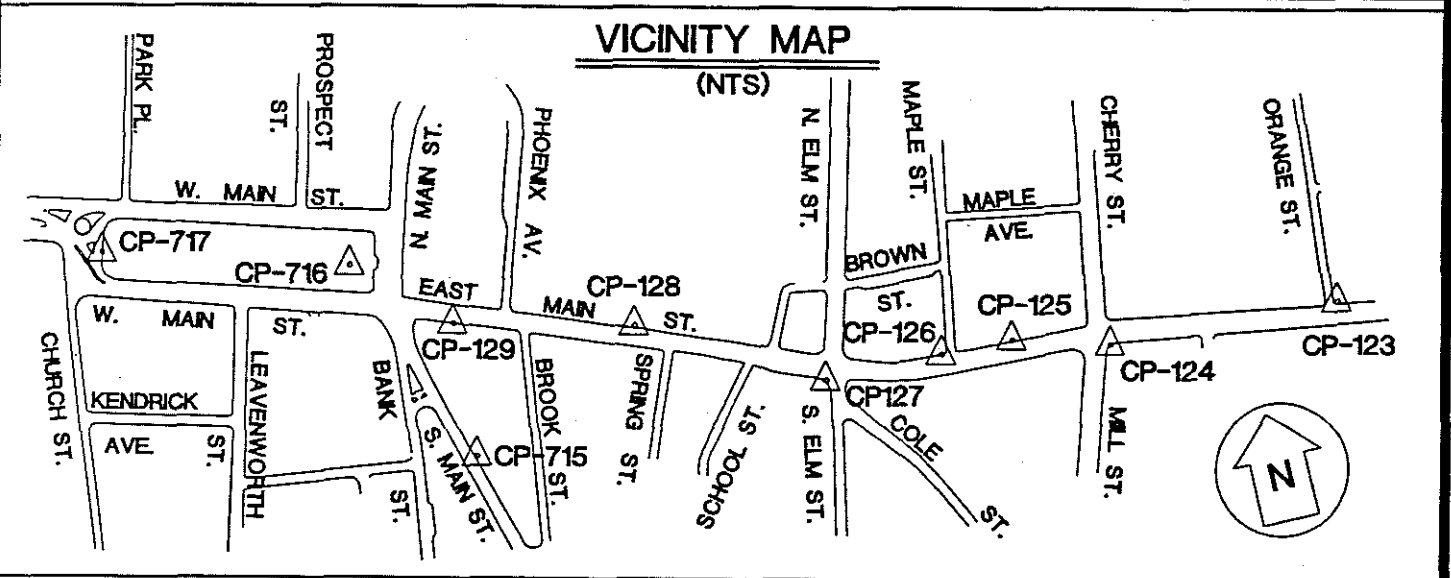 VICINITY MAP
(NTS)
PARK PL.
PROSPECT
ST.
N. MAIN ST.
PHOENIX AV.
N. ELM ST.
MAPLE ST.
CHERRY ST.
ORANGE ST.
W. MAIN ST.
MAPLE
AVE.
CP-717
CP-716
BROWN
ST.
EAST MAIN ST.
CP-128
CP-125
CP-126
CP-129
CP-123
CP-124
W. MAIN ST.
CHURCH ST.
KENDRICK
AVE.
LEAVENWORTH
ST.
BANK
ST.
S. MAIN ST.
CP-715
BROOK
ST.
SPRING ST.
SCHOOL ST.
CP127
S. ELM ST.
COLE ST.
MILL ST.
N